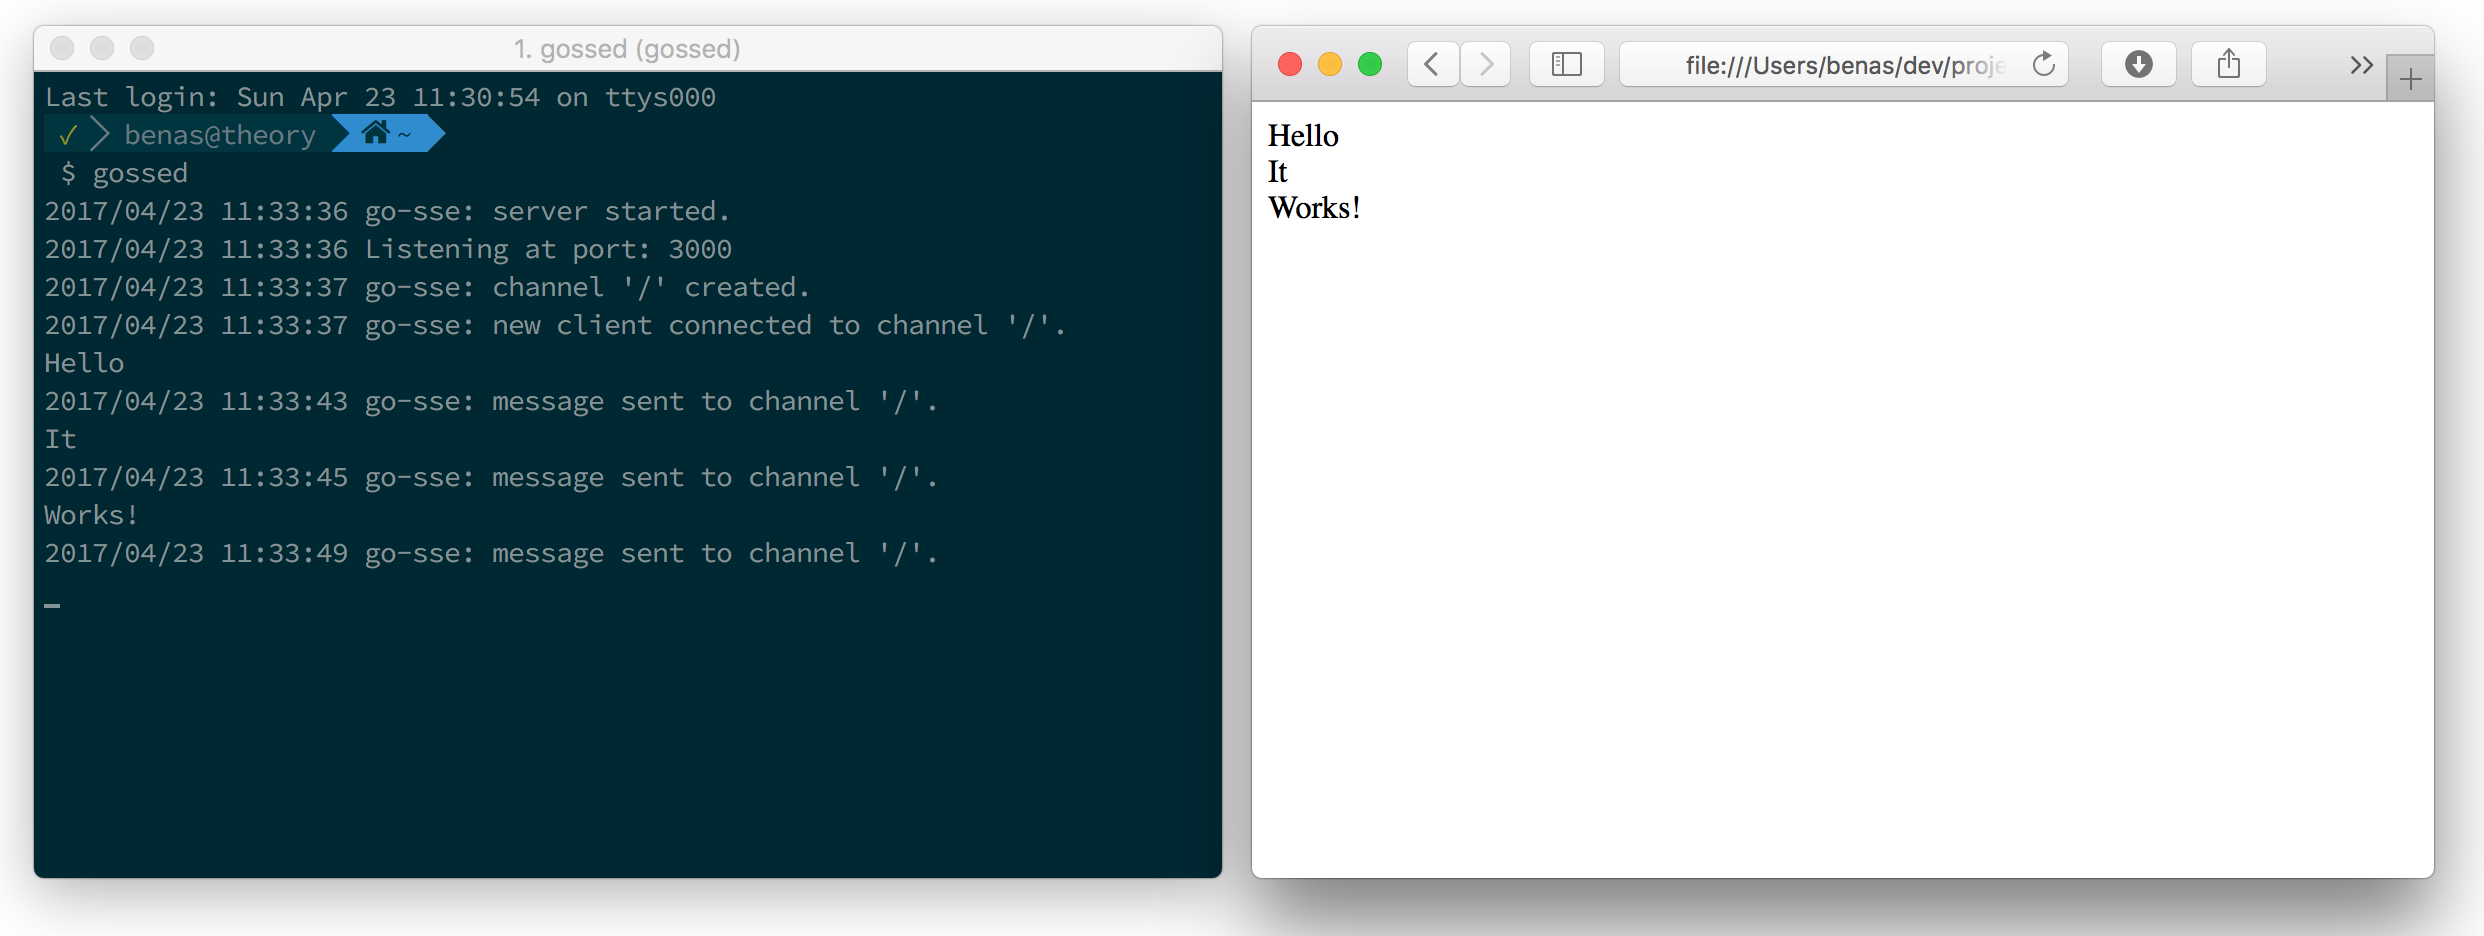 1. gossed (gossed)
Last login: Sun Apr 23 11:30:54 on ttys000
✓ benas@theory ~
$ gossed
2017/04/23 11:33:36 go-sse: server started.
2017/04/23 11:33:36 Listening at port: 3000
2017/04/23 11:33:37 go-sse: channel '/' created.
2017/04/23 11:33:37 go-sse: new client connected to channel '/'.
Hello
2017/04/23 11:33:43 go-sse: message sent to channel '/'.
It
2017/04/23 11:33:45 go-sse: message sent to channel '/'.
Works!
2017/04/23 11:33:49 go-sse: message sent to channel '/'.
file:///Users/benas/dev/proje
Hello
It
Works!